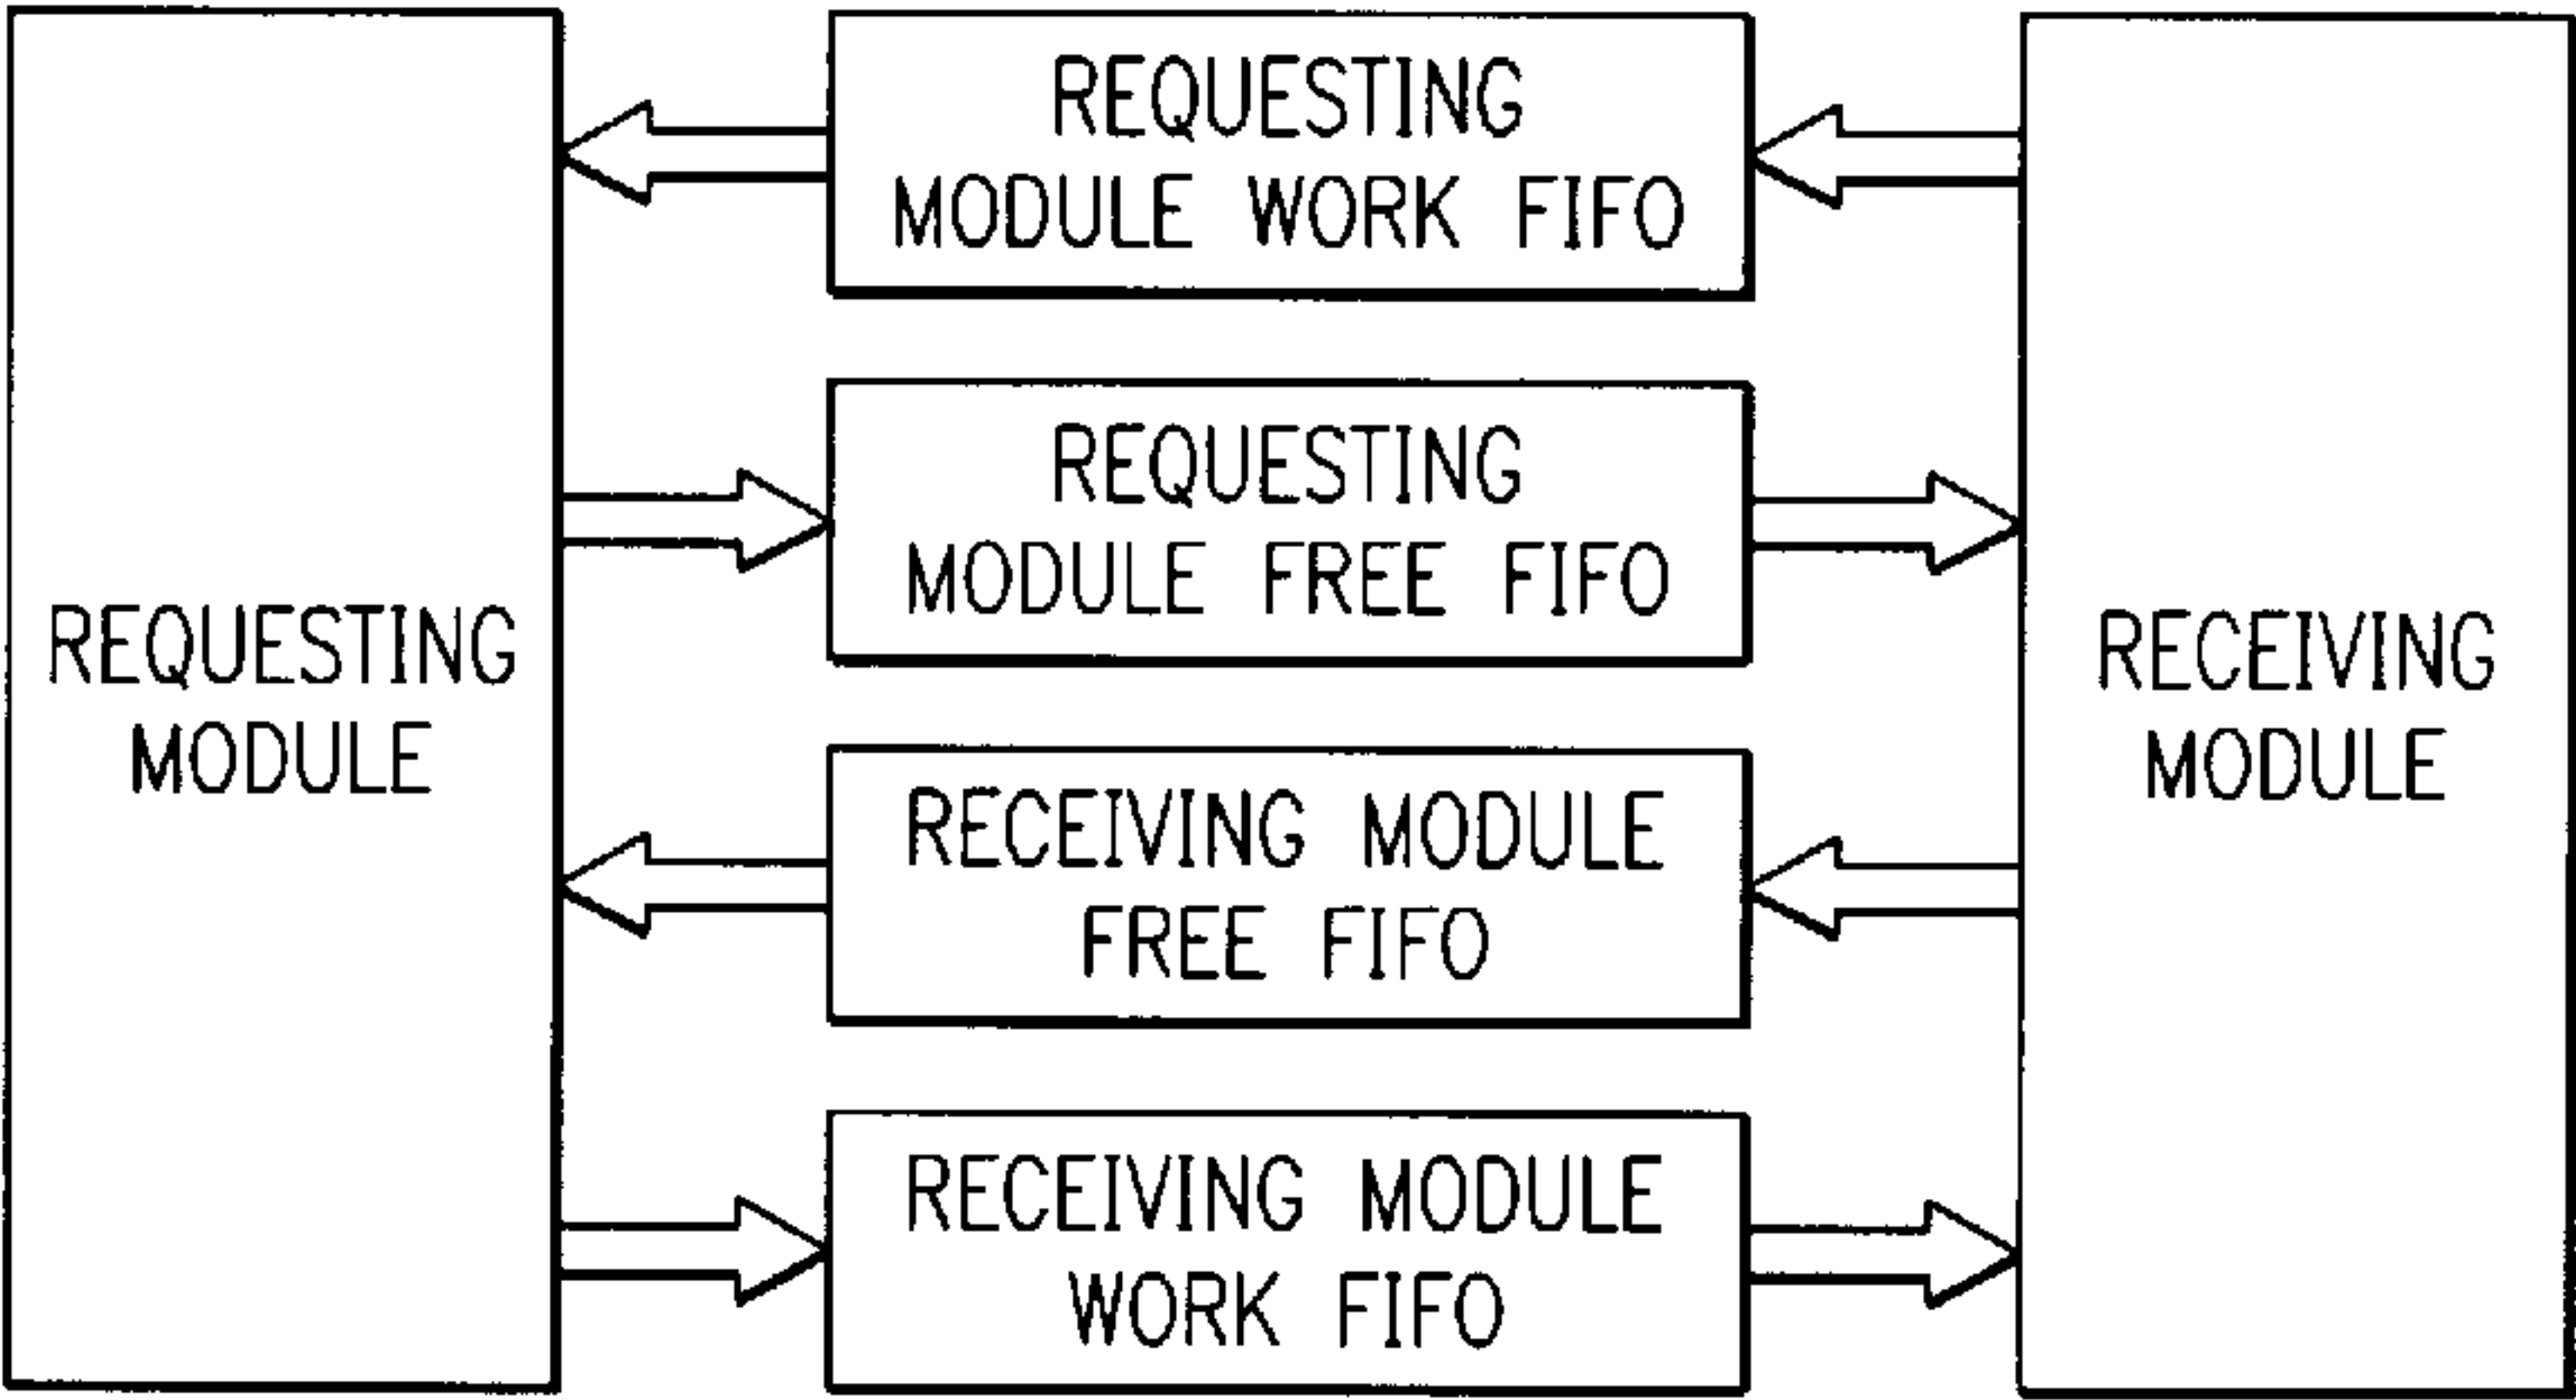 REQUESTING
MODULE
REQUESTING
MODULE WORK FIFO
REQUESTING
MODULE FREE FIFO
RECEIVING MODULE
FREE FIFO
RECEIVING MODULE
WORK FIFO
RECEIVING
MODULE